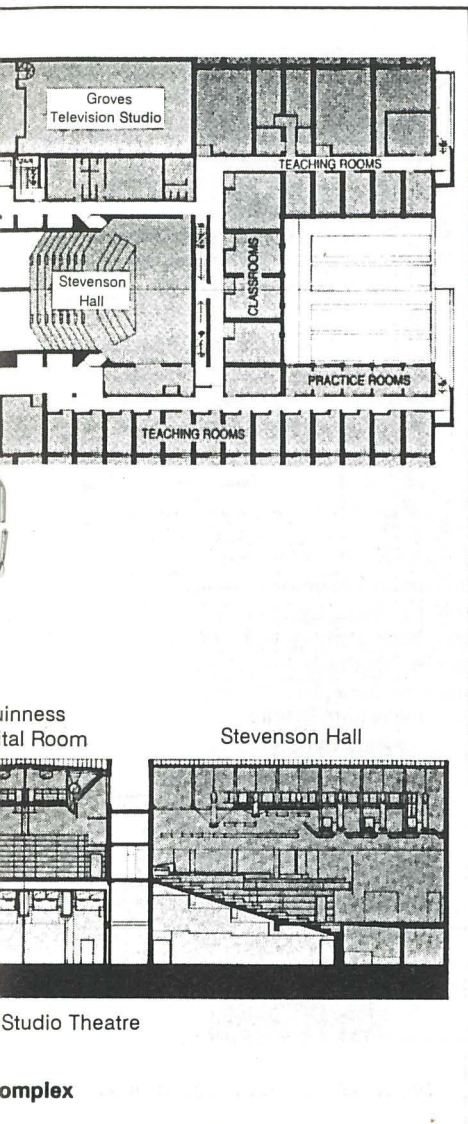 Groves
Television Studio
TEACHING ROOMS
Stevenson
Hall
CLASSROOMS
PRACTICE ROOMS
TEACHING ROOMS
uinness
ital Room
Stevenson Hall
Studio Theatre
omplex